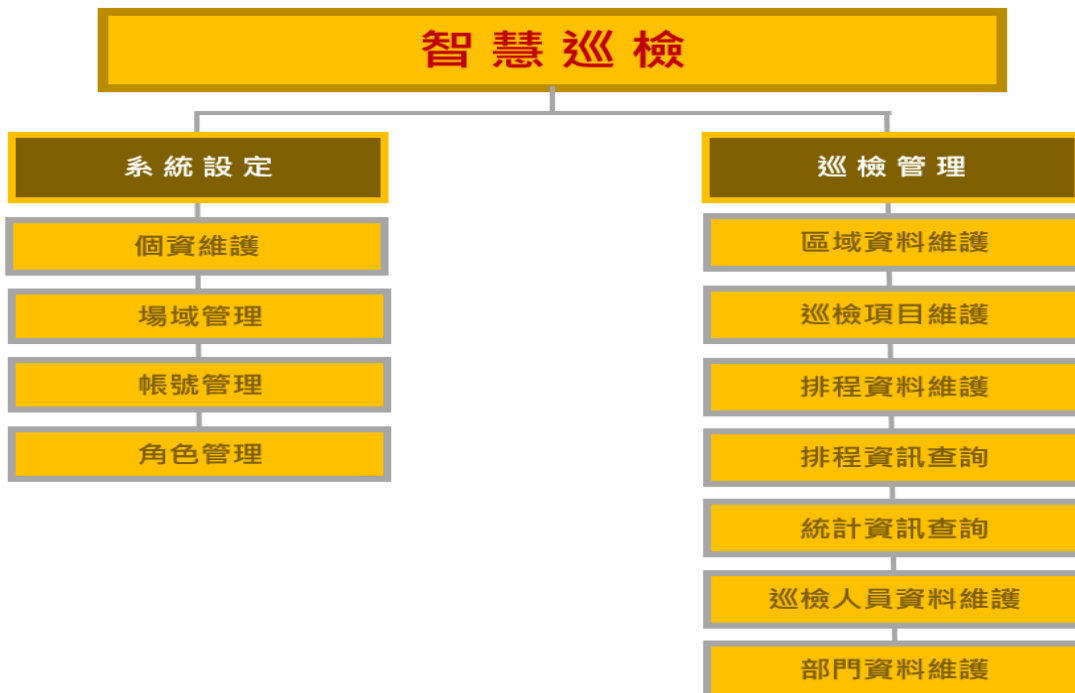 智慧巡檢
系統設定
個資維護
場域管理
帳號管理
角色管理
巡檢管理
區域資料維護
巡檢項目維護
排程資料維護
排程資訊查詢
統計資訊查詢
巡檢人員資料維護
部門資料維護